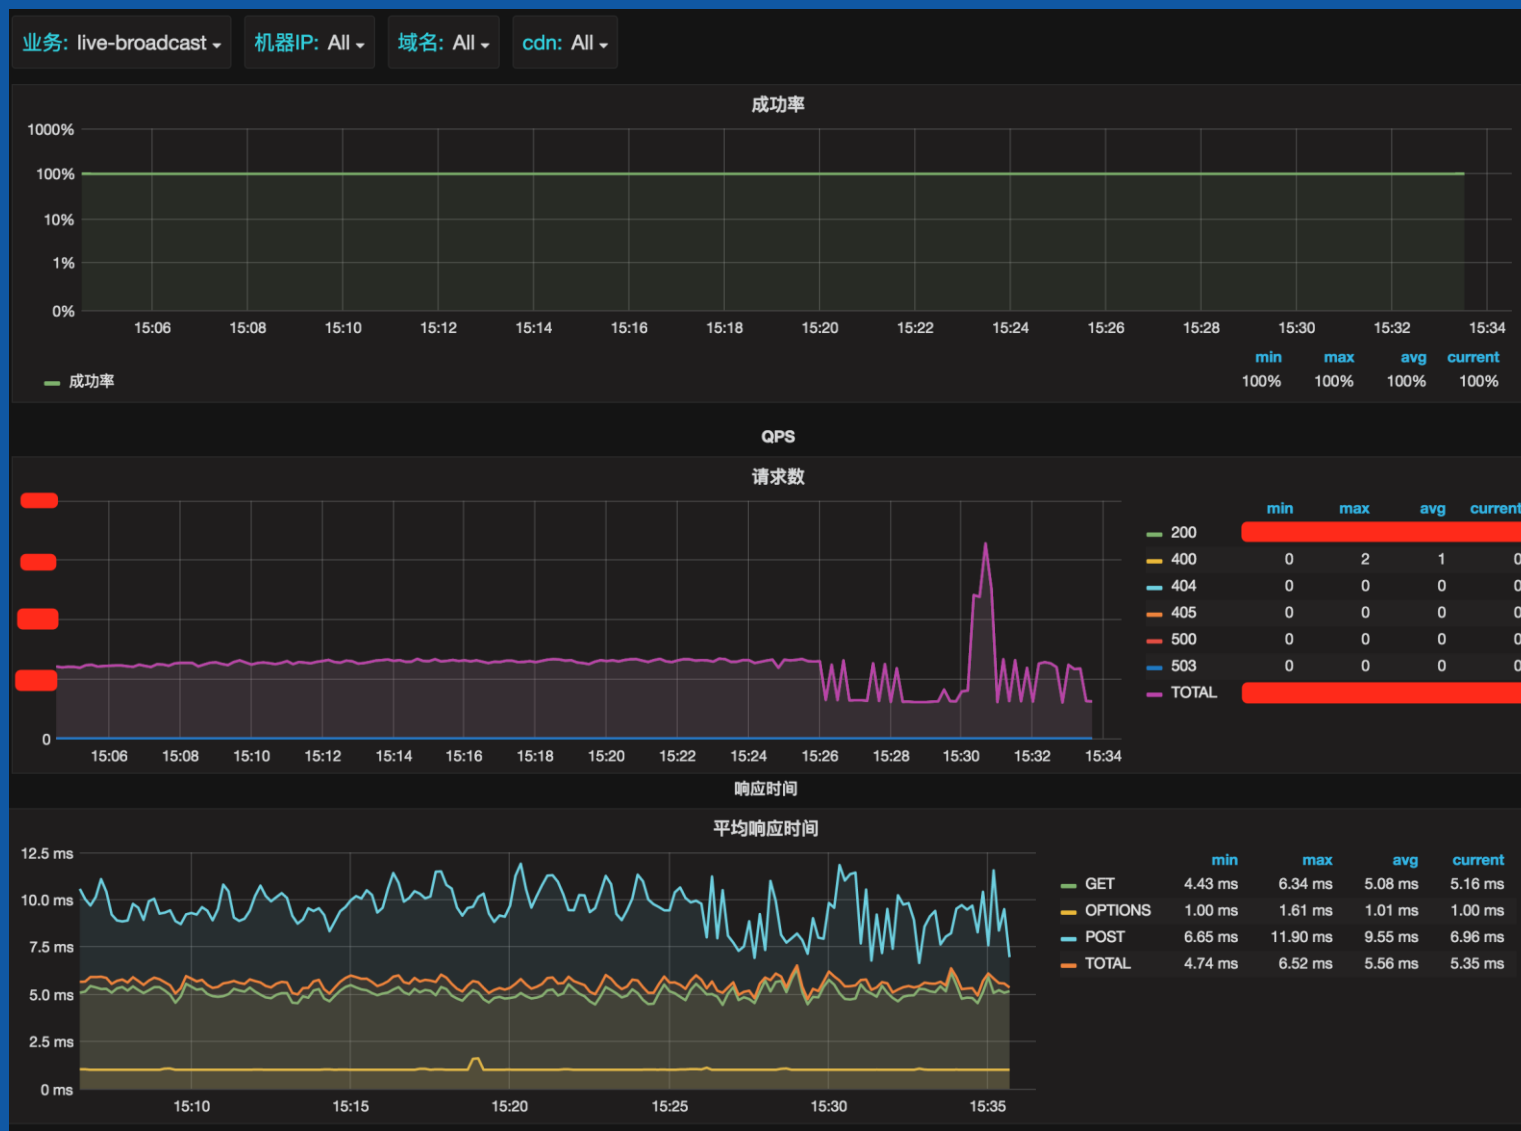 业务: live-broadcast 机器IP: All 域名: All cdn: All
成功率
1000%
100%
10%
1%
0%
15:06 15:08 15:10 15:12 15:14 15:16 15:18 15:20 15:22 15:24 15:26 15:28 15:30 15:32 15:34
min max avg current
成功率 100% 100% 100% 100%
QPS
请求数
min max avg current
200
400 0 2 1 0
404 0 0 0 0
405 0 0 0 0
500 0 0 0 0
503 0 0 0 0
TOTAL
0
15:06 15:08 15:10 15:12 15:14 15:16 15:18 15:20 15:22 15:24 15:26 15:28 15:30 15:32 15:34
响应时间
平均响应时间
12.5 ms
10.0 ms
7.5 ms
5.0 ms
2.5 ms
0 ms
15:10 15:15 15:20 15:25 15:30 15:35
min max avg current
GET 4.43 ms 6.34 ms 5.08 ms 5.16 ms
OPTIONS 1.00 ms 1.61 ms 1.01 ms 1.00 ms
POST 6.65 ms 11.90 ms 9.55 ms 6.96 ms
TOTAL 4.74 ms 6.52 ms 5.56 ms 5.35 ms